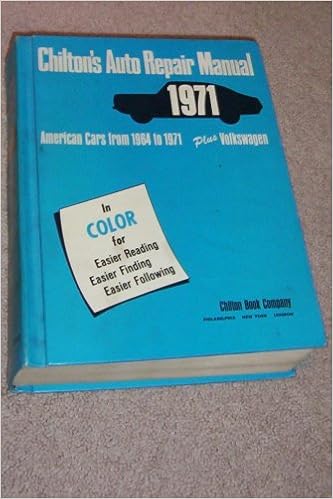 Chilton's Auto Repair Manual
1971
American Cars from 1964 to 1971 Plus Volkswagen
In
COLOR
for
Easier Reading
Easier Finding
Easier Following
Chilton Book Company
PHILADELPHIA NEW YORK LONDON